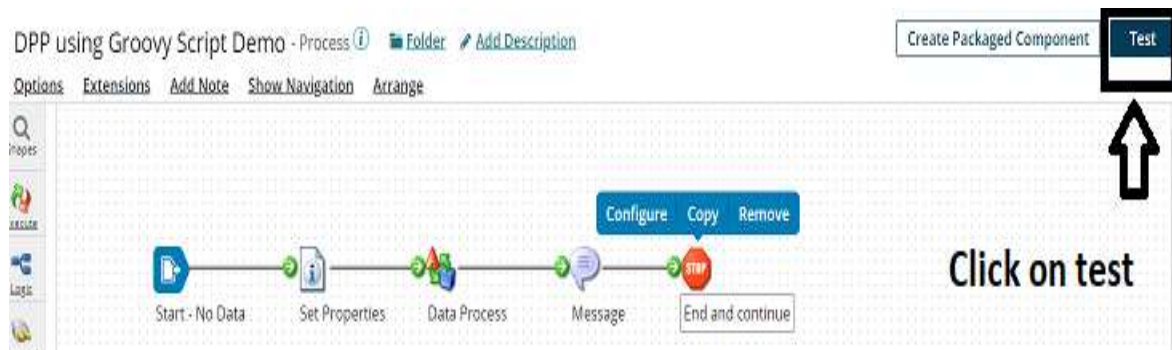 DPP using Groovy Script Demo - Process i Folder Add Description
Create Packaged Component Test
Options Extensions Add Note Show Navigation Arrange
Configure Copy Remove
STOP
Click on test
Start - No Data Set Properties Data Process Message End and continue
Logic